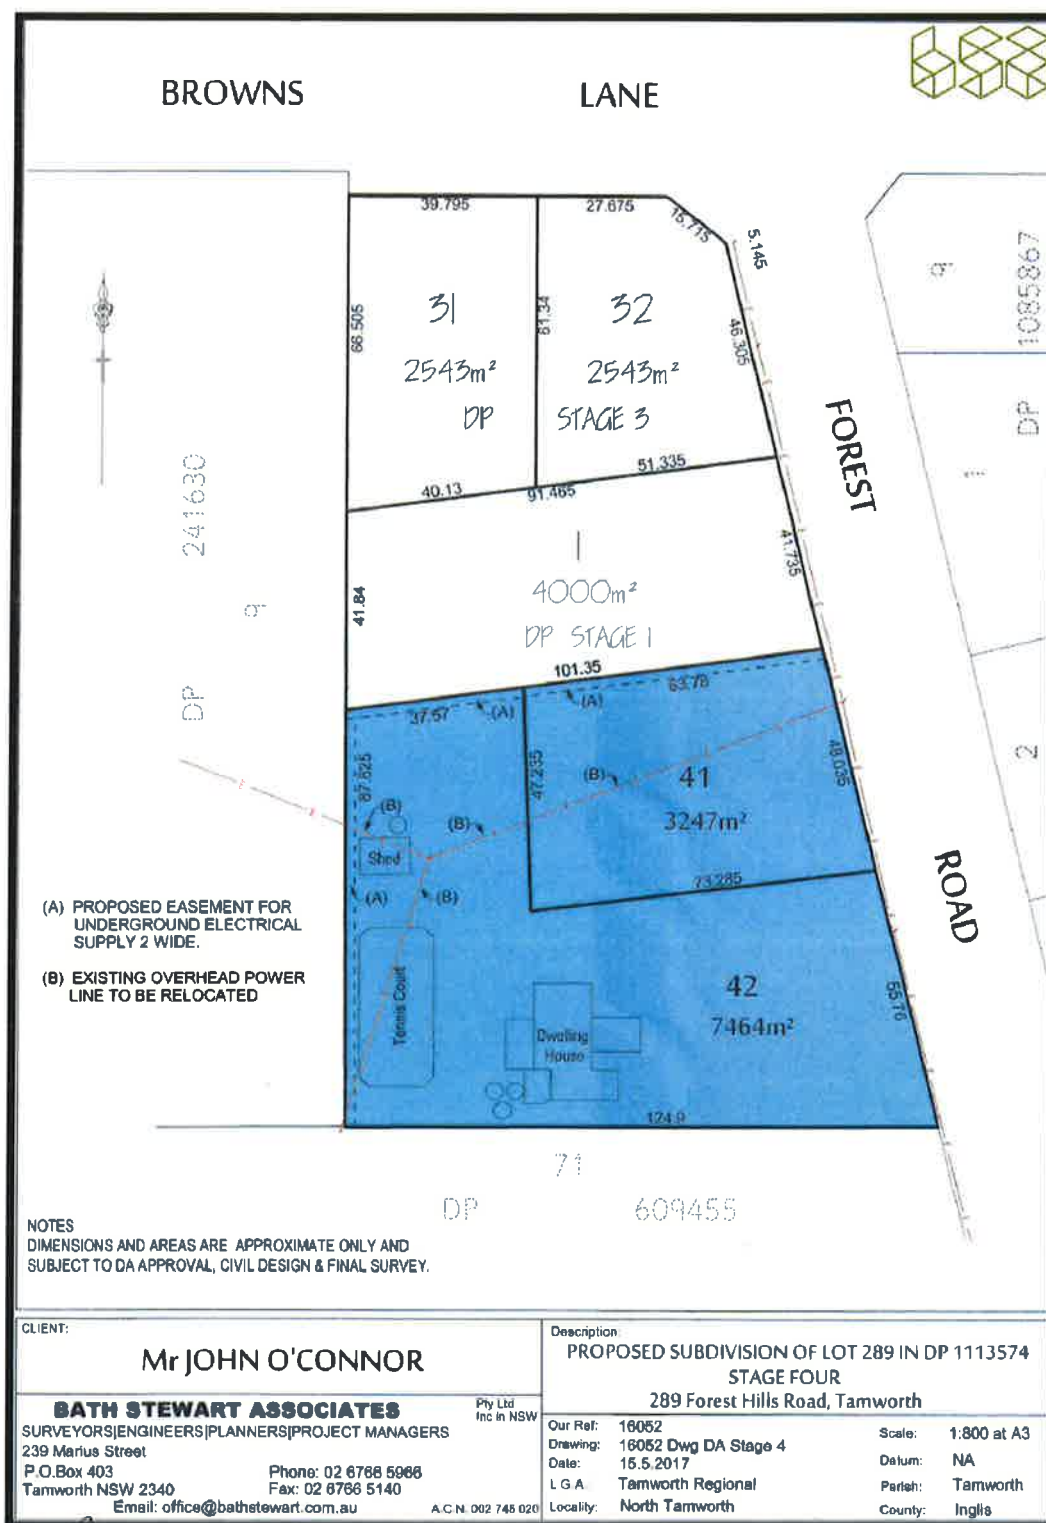 BROWNS LANE
39.795
27.675
15.715
5.145
66.505
61.34
46.305
31
32
2543m²
2543m²
DP STAGE 3
9
1085867
DP
1
FOREST
40.13
91.465
51.335
41.735
241630
9
DP
41.84
1
4000m²
DP STAGE 1
101.35
37.57
(A)
(A)
63.78
87.625
47.235
(B)
41
3247m²
48.035
2
(B)
(B)
Shed
(A)
(B)
73.285
ROAD
(A) PROPOSED EASEMENT FOR
UNDERGROUND ELECTRICAL
SUPPLY 2 WIDE.
(B) EXISTING OVERHEAD POWER
LINE TO BE RELOCATED
Tennis Court
Dwelling
House
42
7464m²
55.76
124.9
71
DP 609455
NOTES
DIMENSIONS AND AREAS ARE APPROXIMATE ONLY AND
SUBJECT TO DA APPROVAL, CIVIL DESIGN & FINAL SURVEY.
CLIENT:
Mr JOHN O'CONNOR
BATH STEWART ASSOCIATES Pty Ltd
Inc in NSW
SURVEYORS|ENGINEERS|PLANNERS|PROJECT MANAGERS
239 Marius Street
P.O.Box 403 Phone: 02 6766 5966
Tamworth NSW 2340 Fax: 02 6766 5140
Email: office@bathstewart.com.au A.C.N. 002 745 020
Description:
PROPOSED SUBDIVISION OF LOT 289 IN DP 1113574
STAGE FOUR
289 Forest Hills Road, Tamworth
Our Ref: 16052 Scale: 1:800 at A3
Drawing: 16052 Dwg DA Stage 4
Date: 15.5.2017 Datum: NA
L G A Tamworth Regional Parish: Tamworth
Locality: North Tamworth County: Inglis